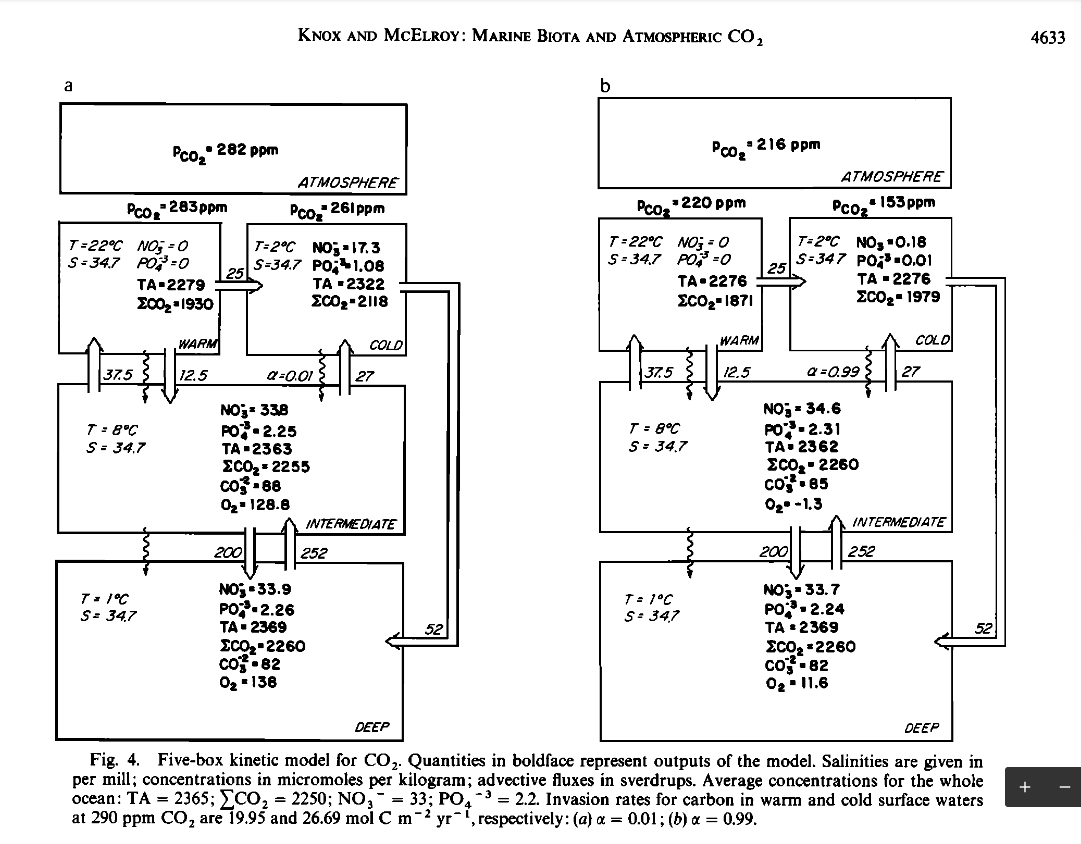 KNOX AND MCELROY: MARINE BIOTA AND ATMOSPHERIC CO₂
4633
a
PCO₂ = 282 ppm
ATMOSPHERE
PCO₂ = 283 ppm
PCO₂ = 261 ppm
T=22°C NO₃⁻ = 0
S=34.7 PO₄⁻³ = 0
TA = 2279
ΣCO₂ = 1930
WARM
25
T=2°C NO₃⁻ = 17.3
S=34.7 PO₄⁻³ = 1.08
TA = 2322
ΣCO₂ = 2118
COLD
37.5
12.5
α=0.01
27
T = 8°C
S = 34.7
NO₃⁻ = 33.8
PO₄⁻³ = 2.25
TA = 2363
ΣCO₂ = 2255
CO₃⁻² = 88
O₂ = 128.8
INTERMEDIATE
200
252
T = 1°C
S = 34.7
NO₃⁻ = 33.9
PO₄⁻³ = 2.26
TA = 2369
ΣCO₂ = 2260
CO₃⁻² = 82
O₂ = 138
52
DEEP
b
PCO₂ = 216 ppm
ATMOSPHERE
PCO₂ = 220 ppm
PCO₂ = 153 ppm
T=22°C NO₃⁻ = 0
S=34.7 PO₄⁻³ = 0
TA = 2276
ΣCO₂ = 1871
WARM
25
T=2°C NO₃ = 0.18
S=34.7 PO₄⁻³ = 0.01
TA = 2276
ΣCO₂ = 1979
COLD
37.5
12.5
α=0.99
27
T = 8°C
S = 34.7
NO₃⁻ = 34.6
PO₄⁻³ = 2.31
TA = 2362
ΣCO₂ = 2260
CO₃⁻² = 85
O₂ = -1.3
INTERMEDIATE
200
252
T = 1°C
S = 34.7
NO₃⁻ = 33.7
PO₄⁻³ = 2.24
TA = 2369
ΣCO₂ = 2260
CO₃⁻² = 82
O₂ = 11.6
52
DEEP
Fig. 4. Five-box kinetic model for CO₂. Quantities in boldface represent outputs of the model. Salinities are given in
per mill; concentrations in micromoles per kilogram; advective fluxes in sverdrups. Average concentrations for the whole
ocean: TA = 2365; ∑CO₂ = 2250; NO₃⁻ = 33; PO₄⁻³ = 2.2. Invasion rates for carbon in warm and cold surface waters
at 290 ppm CO₂ are 19.95 and 26.69 mol C m⁻² yr⁻¹, respectively: (a) α = 0.01; (b) α = 0.99.
+ −